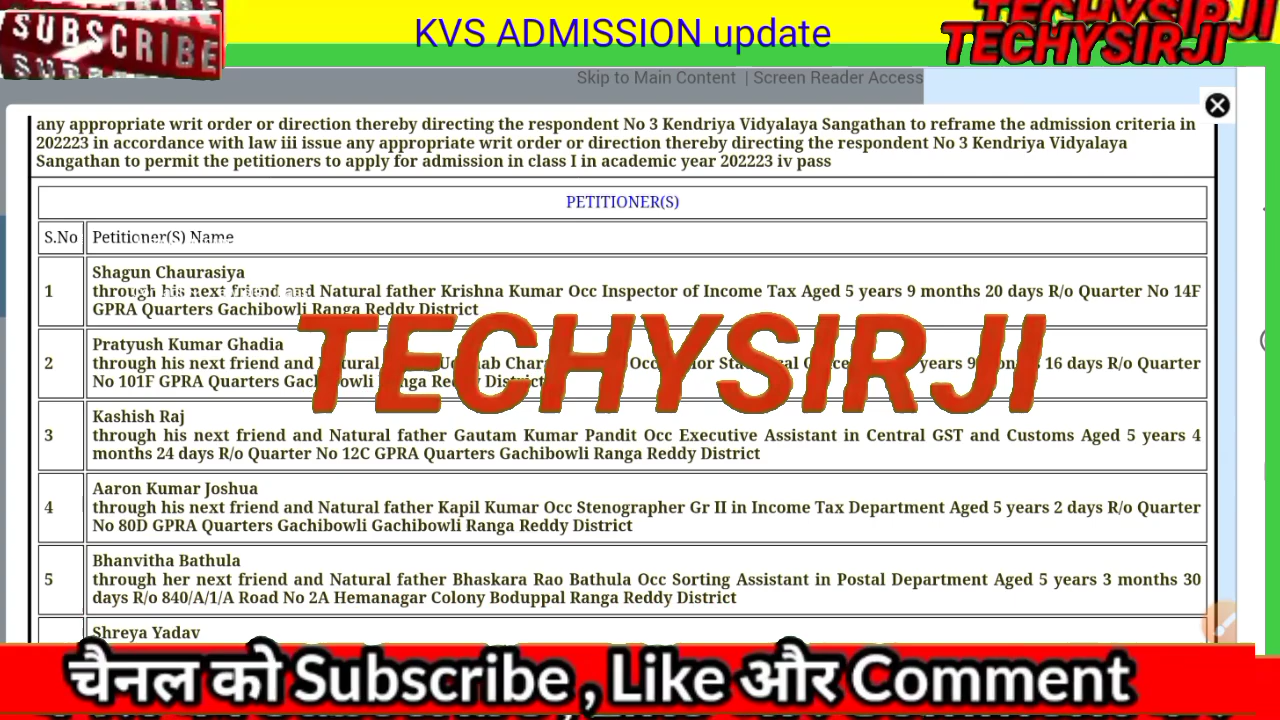 SUBSCRIBE
KVS ADMISSION update
TECHYSIRJI
TECHYSIRJI
Skip to Main Content | Screen Reader Access
any appropriate writ order or direction thereby directing the respondent No 3 Kendriya Vidyalaya Sangathan to reframe the admission criteria in
202223 in accordance with law iii issue any appropriate writ order or direction thereby directing the respondent No 3 Kendriya Vidyalaya
Sangathan to permit the petitioners to apply for admission in class I in academic year 202223 iv pass
PETITIONER(S)
S.No Petitioner(S) Name
Shagun Chaurasiya
1 through his next friend and Natural father Krishna Kumar Occ Inspector of Income Tax Aged 5 years 9 months 20 days R/o Quarter No 14F
GPRA Quarters Gachibowli Ranga Reddy District
TECHYSIRJI
Pratyush Kumar Ghadia
2 through his next friend and Natural Occ years 9 16 days R/o Quarter
No 101F GPRA Quarters Gachibowli Ranga Reddy District
Kashish Raj
3 through his next friend and Natural father Gautam Kumar Pandit Occ Executive Assistant in Central GST and Customs Aged 5 years 4
months 24 days R/o Quarter No 12C GPRA Quarters Gachibowli Ranga Reddy District
Aaron Kumar Joshua
4 through his next friend and Natural father Kapil Kumar Occ Stenographer Gr II in Income Tax Department Aged 5 years 2 days R/o Quarter
No 80D GPRA Quarters Gachibowli Gachibowli Ranga Reddy District
Bhanvitha Bathula
5 through her next friend and Natural father Bhaskara Rao Bathula Occ Sorting Assistant in Postal Department Aged 5 years 3 months 30
days R/o 840/A/1/A Road No 2A Hemanagar Colony Boduppal Ranga Reddy District
Shreya Yadav
चैनल को Subscribe , Like और Comment